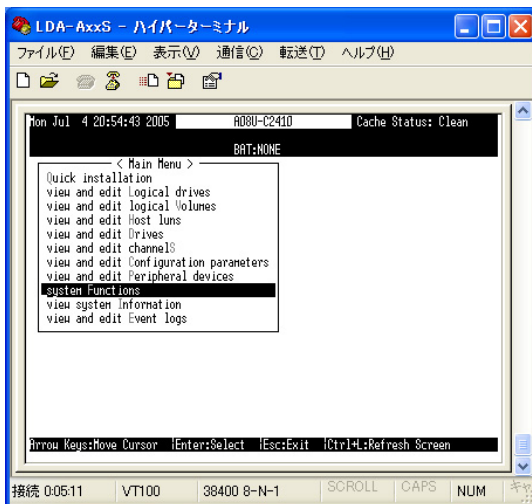 LDA-AxxS - ハイパーターミナル
ファイル(F) 編集(E) 表示(V) 通信(C) 転送(T) ヘルプ(H)
Mon Jul 4 20:54:43 2005 A08U-C2410 Cache Status: Clean
BAT:NONE
< Main Menu >
Quick installation
view and edit Logical drives
view and edit logical Volumes
view and edit Host luns
view and edit Drives
view and edit channelS
view and edit Configuration parameters
view and edit Peripheral devices
system Functions
view system Information
view and edit Event logs
Arrow Keys:Move Cursor |Enter:Select |Esc:Exit |Ctrl+L:Refresh Screen
接続 0:05:11 VT100 38400 8-N-1 SCROLL CAPS NUM